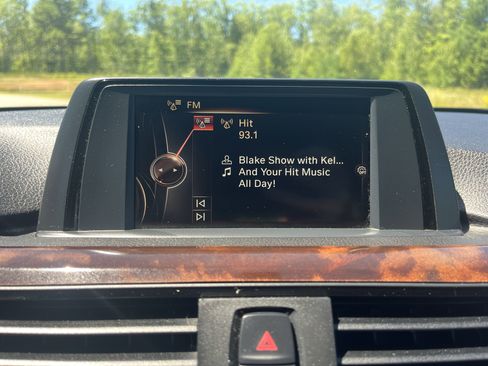 FM
Hit
93.1
Blake Show with Kel...
And Your Hit Music
All Day!